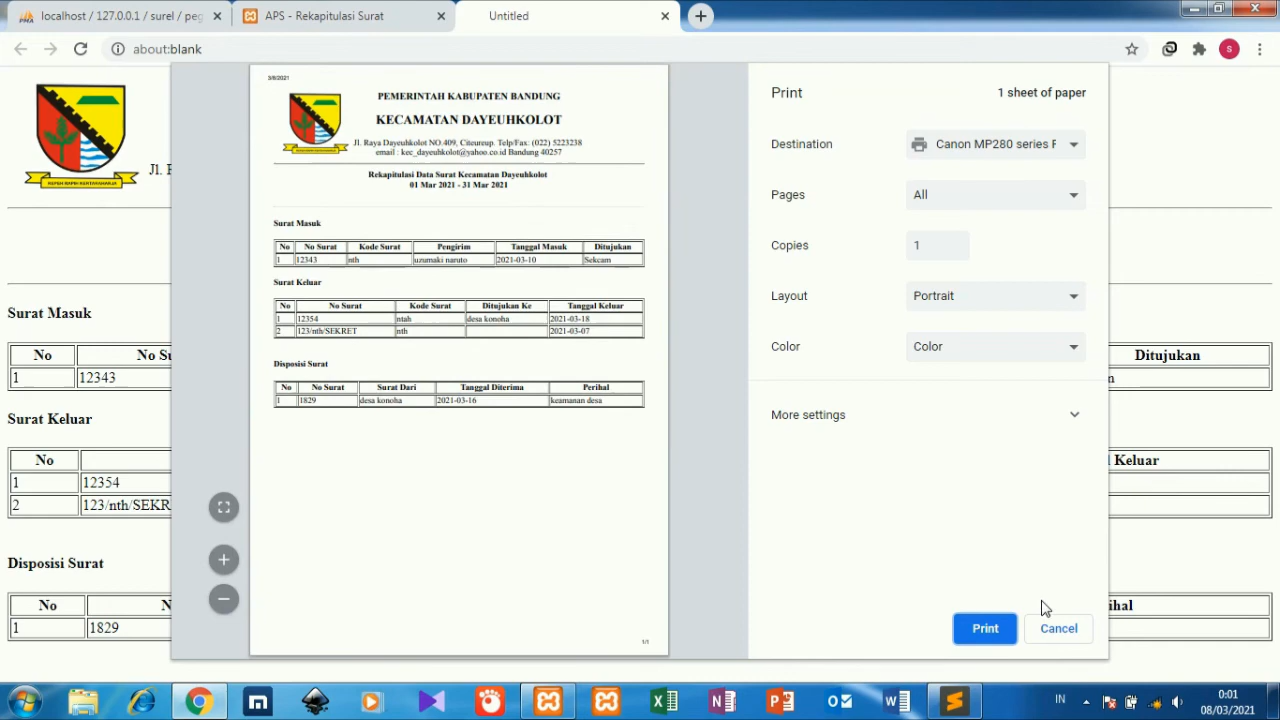 localhost / 127.0.0.1 / surel / peg
APS - Rekapitulasi Surat
Untitled
about:blank
S
3/8/2021
PEMERINTAH KABUPATEN BANDUNG
KECAMATAN DAYEUHKOLOT
Jl. Raya Dayeuhkolot NO.409, Citeureup. Telp/Fax: (022) 5223238
email : kec_dayeuhkolot@yahoo.co.id Bandung 40257
Rekapitulasi Data Surat Kecamatan Dayeuhkolot
01 Mar 2021 - 31 Mar 2021
Surat Masuk
No No Surat Kode Surat Pengirim Tanggal Masuk Ditujukan
1 12343 nth uzumaki naruto 2021-03-10 Sekcam
Surat Keluar
No No Surat Kode Surat Ditujukan Ke Tanggal Keluar
1 12354 ntah desa konoha 2021-03-18
2 123/nth/SEKRET nth 2021-03-07
Disposisi Surat
No No Surat Surat Dari Tanggal Diterima Perihal
1 1829 desa konoha 2021-03-16 keamanan desa
1/1
Print 1 sheet of paper
Destination Canon MP280 series F
Pages All
Copies 1
Layout Portrait
Color Color
More settings
Print Cancel
Jl. R
Surat Masuk
No No Su Ditujukan
1 12343 m
Surat Keluar
No l Keluar
1 12354
2 123/nth/SEKR
Disposisi Surat
No N ihal
1 1829
IN
0:01
08/03/2021